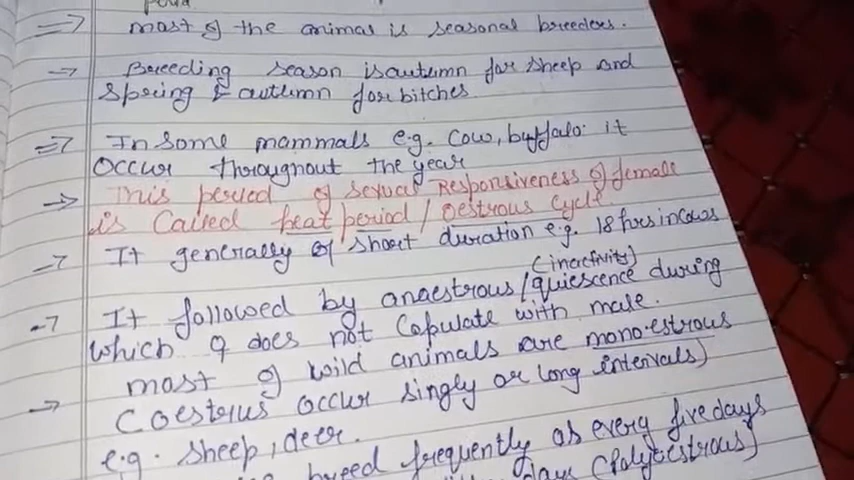 => most of the animal is seasonal breeders.
=> Breeding season is autumn for sheep and
spring & autumn for bitches
=> In some mammals e.g. Cow, buffalo it
occur throughout the year
=> This period of sexual Responsiveness of female
is Called heat period / oestrous cycle
=> It generally of short duration e.g. 18 hrs in Cows
(inactivity)
=> It followed by anaestrous / quiescence during
which ♀ does not Copulate with male.
=> most of wild animals are mono-estrous
(oestrus occur singly or long intervals)
e.g. sheep, deer.
breed frequently as every five days
days (Polyestrous)